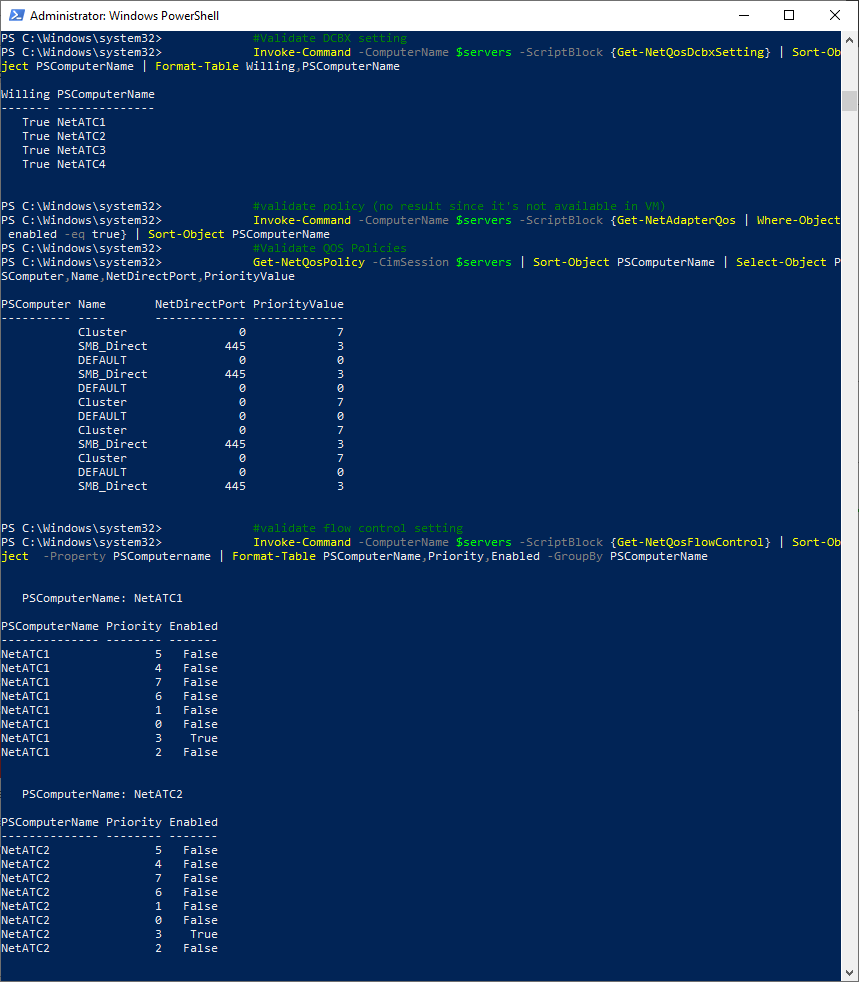 Administrator: Windows PowerShell
PS C:\Windows\system32>             #Validate DCBX setting
PS C:\Windows\system32>             Invoke-Command -ComputerName $servers -ScriptBlock {Get-NetQosDcbxSetting} | Sort-Ob
ject PSComputerName | Format-Table Willing,PSComputerName
Willing PSComputerName
------- --------------
   True NetATC1
   True NetATC2
   True NetATC3
   True NetATC4
PS C:\Windows\system32>             #validate policy (no result since it's not available in VM)
PS C:\Windows\system32>             Invoke-Command -ComputerName $servers -ScriptBlock {Get-NetAdapterQos | Where-Object
 enabled -eq true} | Sort-Object PSComputerName
PS C:\Windows\system32>             #Validate QOS Policies
PS C:\Windows\system32>             Get-NetQosPolicy -CimSession $servers | Sort-Object PSComputerName | Select-Object P
SComputer,Name,NetDirectPort,PriorityValue
PSComputer Name       NetDirectPort PriorityValue
---------- ----       ------------- -------------
           Cluster                0             7
           SMB_Direct           445             3
           DEFAULT                0             0
           SMB_Direct           445             3
           DEFAULT                0             0
           Cluster                0             7
           DEFAULT                0             0
           Cluster                0             7
           SMB_Direct           445             3
           Cluster                0             7
           DEFAULT                0             0
           SMB_Direct           445             3
PS C:\Windows\system32>             #validate flow control setting
PS C:\Windows\system32>             Invoke-Command -ComputerName $servers -ScriptBlock {Get-NetQosFlowControl} | Sort-Ob
ject  -Property PSComputername | Format-Table PSComputerName,Priority,Enabled -GroupBy PSComputerName
   PSComputerName: NetATC1
PSComputerName Priority Enabled
-------------- -------- -------
NetATC1               5   False
NetATC1               4   False
NetATC1               7   False
NetATC1               6   False
NetATC1               1   False
NetATC1               0   False
NetATC1               3    True
NetATC1               2   False
   PSComputerName: NetATC2
PSComputerName Priority Enabled
-------------- -------- -------
NetATC2               5   False
NetATC2               4   False
NetATC2               7   False
NetATC2               6   False
NetATC2               1   False
NetATC2               0   False
NetATC2               3    True
NetATC2               2   False